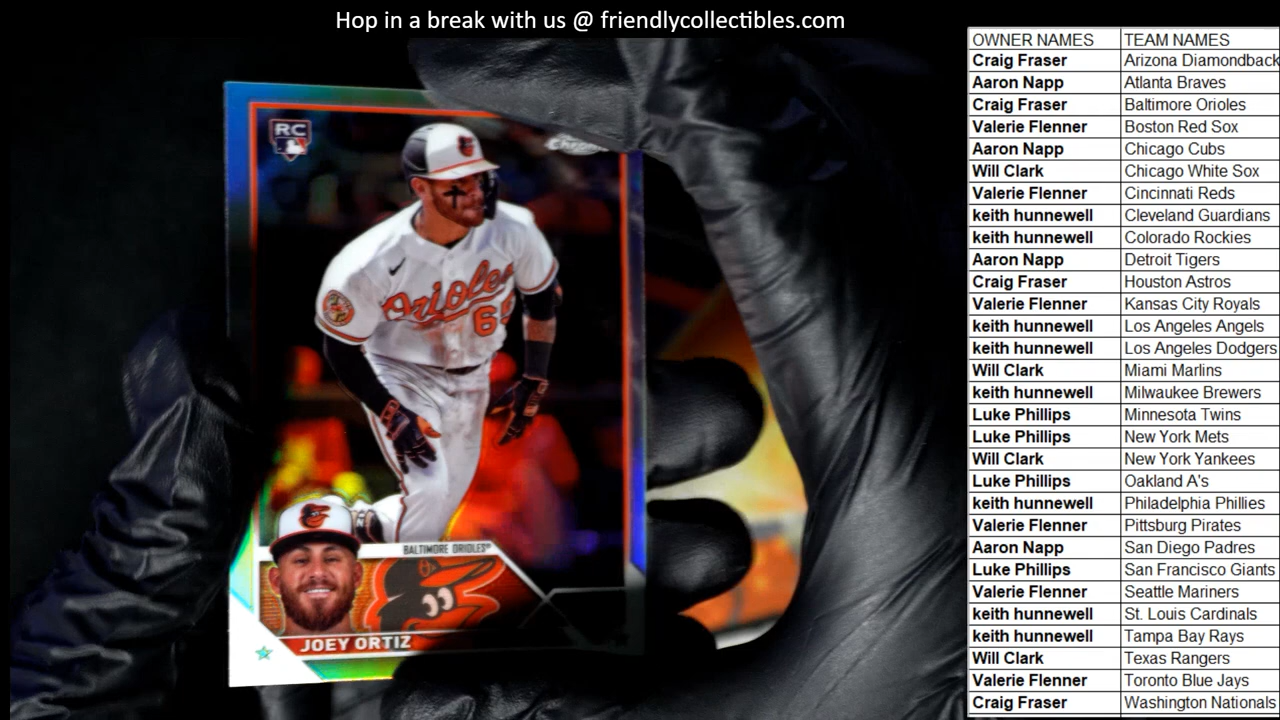 Hop in a break with us @ friendlycollectibles.com
OWNER NAMES TEAM NAMES
Craig Fraser Arizona Diamondback
Aaron Napp Atlanta Braves
Craig Fraser Baltimore Orioles
Valerie Flenner Boston Red Sox
Aaron Napp Chicago Cubs
Will Clark Chicago White Sox
Valerie Flenner Cincinnati Reds
keith hunnewell Cleveland Guardians
keith hunnewell Colorado Rockies
Aaron Napp Detroit Tigers
Craig Fraser Houston Astros
Valerie Flenner Kansas City Royals
keith hunnewell Los Angeles Angels
keith hunnewell Los Angeles Dodgers
Will Clark Miami Marlins
keith hunnewell Milwaukee Brewers
Luke Phillips Minnesota Twins
Luke Phillips New York Mets
Will Clark New York Yankees
Luke Phillips Oakland A's
keith hunnewell Philadelphia Phillies
Valerie Flenner Pittsburg Pirates
Aaron Napp San Diego Padres
Luke Phillips San Francisco Giants
Valerie Flenner Seattle Mariners
keith hunnewell St. Louis Cardinals
keith hunnewell Tampa Bay Rays
Will Clark Texas Rangers
Valerie Flenner Toronto Blue Jays
Craig Fraser Washington Nationals
RC
Orioles
BALTIMORE ORIOLES®
JOEY ORTIZ